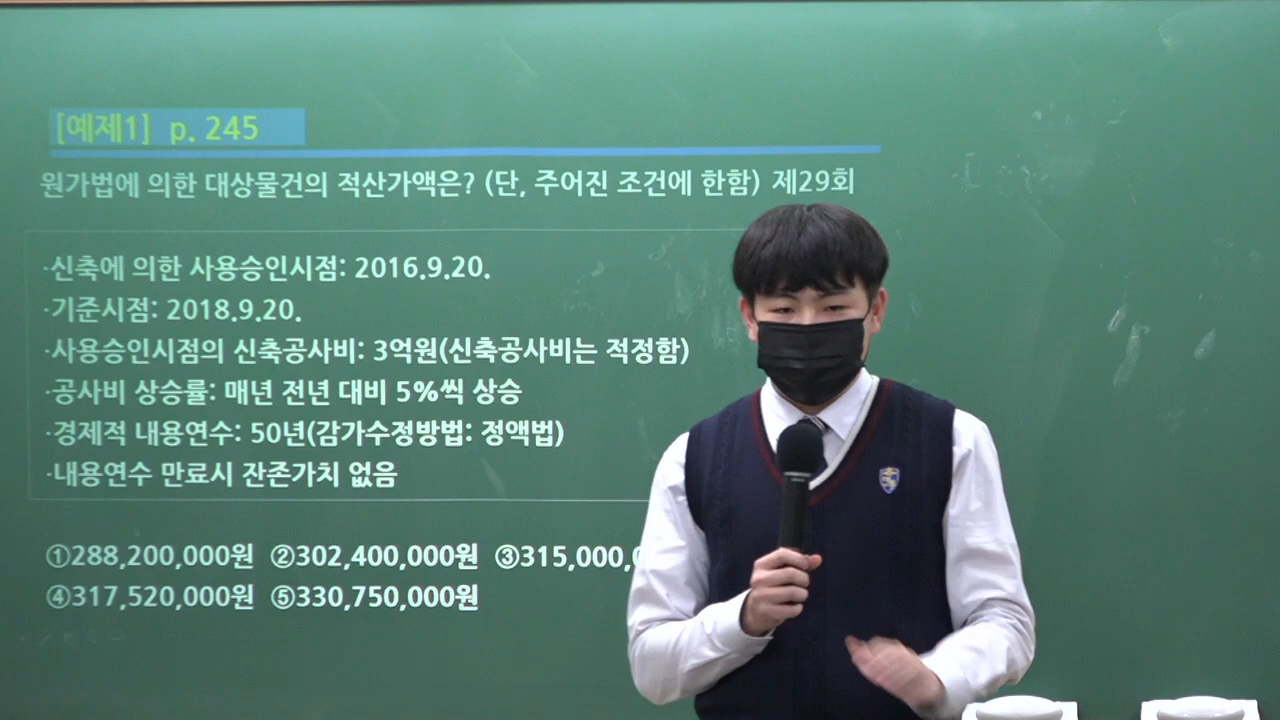 [예제1] p. 245
원가법에 의한 대상물건의 적산가액은? (단, 주어진 조건에 한함) 제29회
·신축에 의한 사용승인시점: 2016.9.20.
·기준시점: 2018.9.20.
·사용승인시점의 신축공사비: 3억원(신축공사비는 적정함)
·공사비 상승률: 매년 전년 대비 5%씩 상승
·경제적 내용연수: 50년(감가수정방법: 정액법)
·내용연수 만료시 잔존가치 없음
①288,200,000원 ②302,400,000원 ③315,000,0
④317,520,000원 ⑤330,750,000원